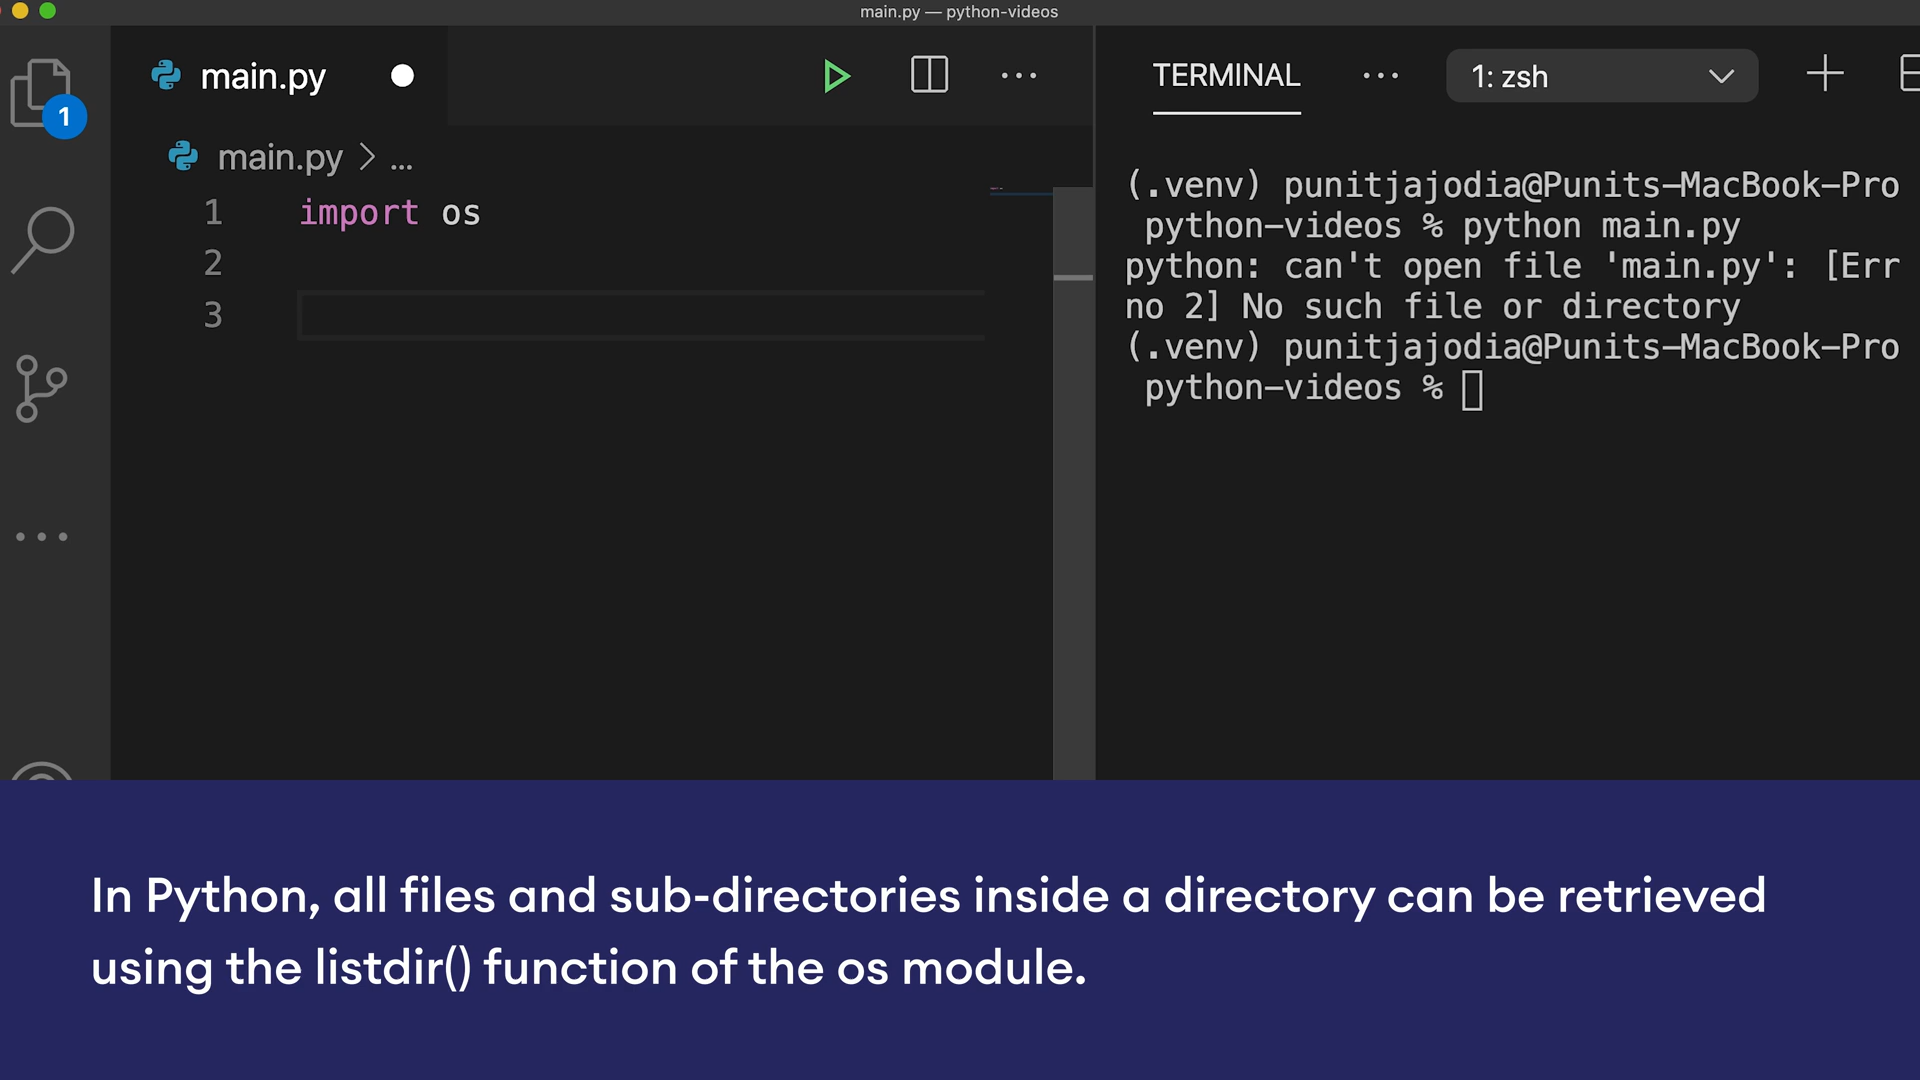 main.py — python-videos
main.py
TERMINAL
1: zsh
1
main.py > ...
1 import os
2
3
(.venv) punitjajodia@Punits-MacBook-Pro
python-videos % python main.py
python: can't open file 'main.py': [Err
no 2] No such file or directory
(.venv) punitjajodia@Punits-MacBook-Pro
python-videos %
In Python, all files and sub-directories inside a directory can be retrieved
using the listdir() function of the os module.